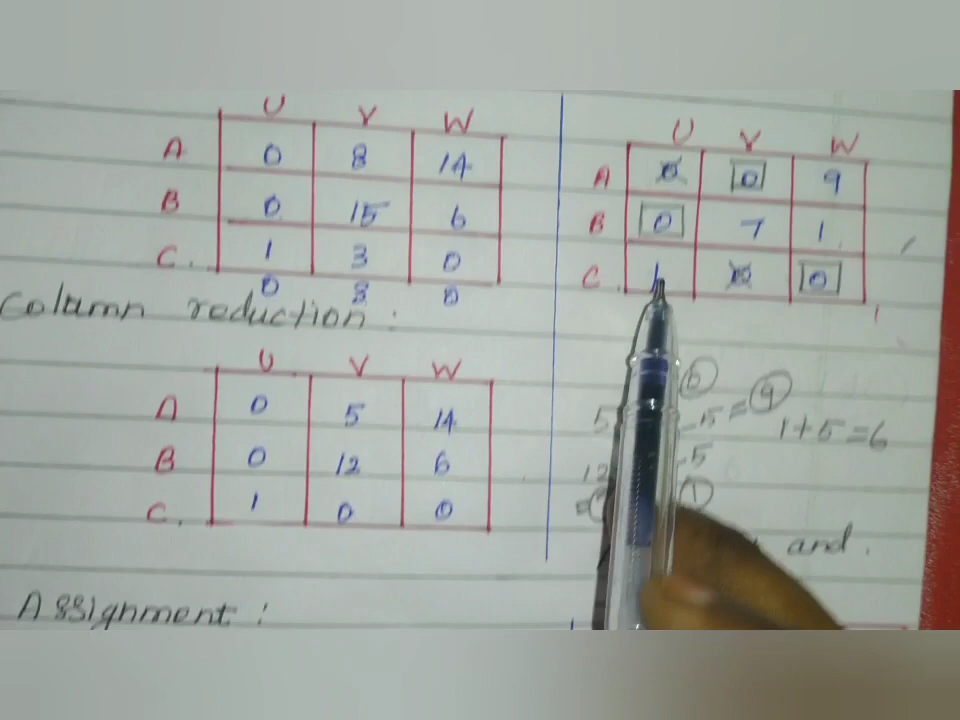 U V W
A 0 8 14
B 0 15 6
C. 1 3 0
0 3 0
Column reduction :
U V W
A 0 5 14
B 0 12 6
C. 1 0 0
Assignment :
U V W
A 0 0 9
B 0 7 1
C. 0 0
6
5 -5 = 9
1+5=6
12 -5
= 1
and.